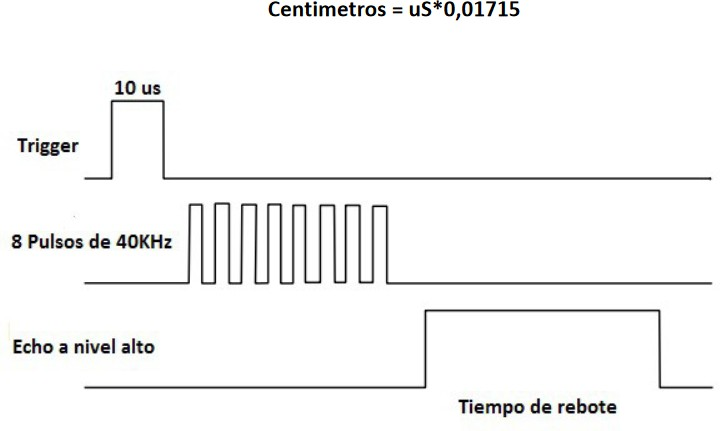 Centimetros = uS*0,01715
10 us
Trigger
8 Pulsos de 40KHz
Echo a nivel alto
Tiempo de rebote